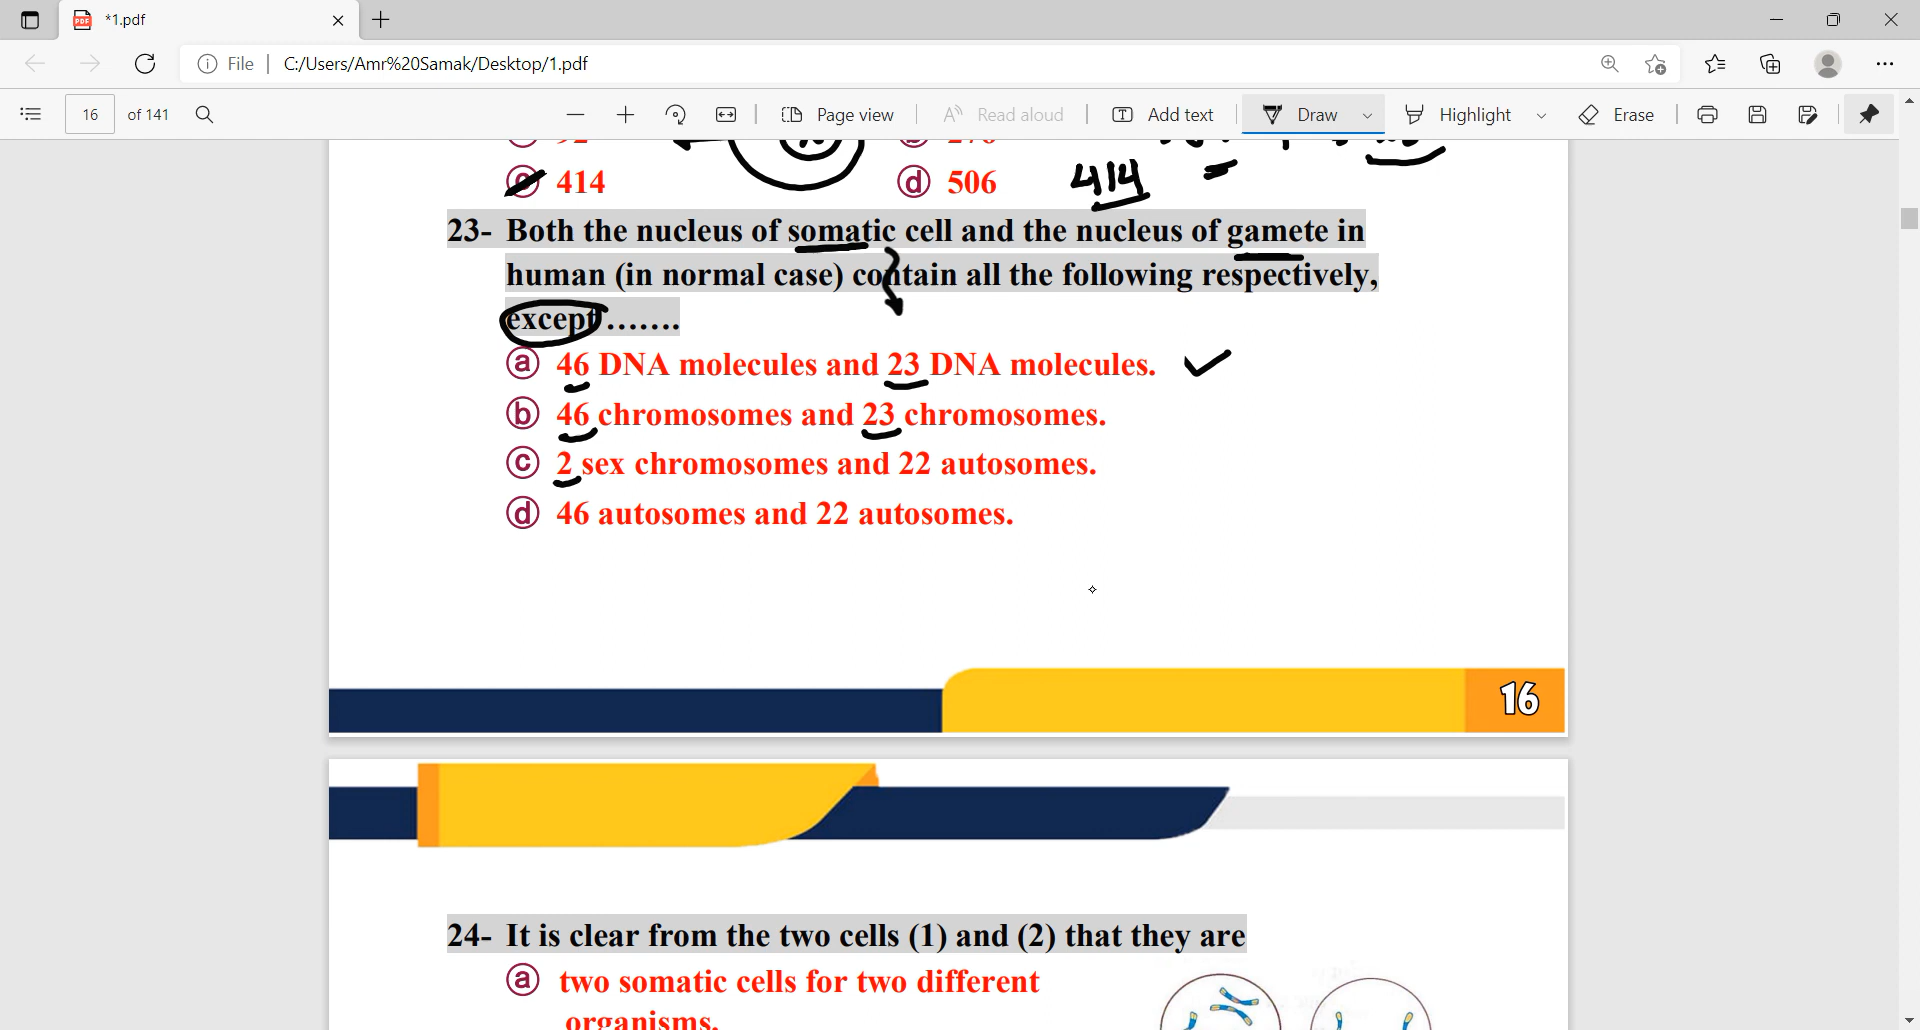 *1.pdf
File
C:/Users/Amr%20Samak/Desktop/1.pdf
16 of 141
Page view
Read aloud
Add text
Draw
Highlight
Erase
414
d 506
414
23- Both the nucleus of somatic cell and the nucleus of gamete in
human (in normal case) contain all the following respectively,
except …….
a 46 DNA molecules and 23 DNA molecules.
b 46 chromosomes and 23 chromosomes.
c 2 sex chromosomes and 22 autosomes.
d 46 autosomes and 22 autosomes.
16
24- It is clear from the two cells (1) and (2) that they are
a two somatic cells for two different
organisms.